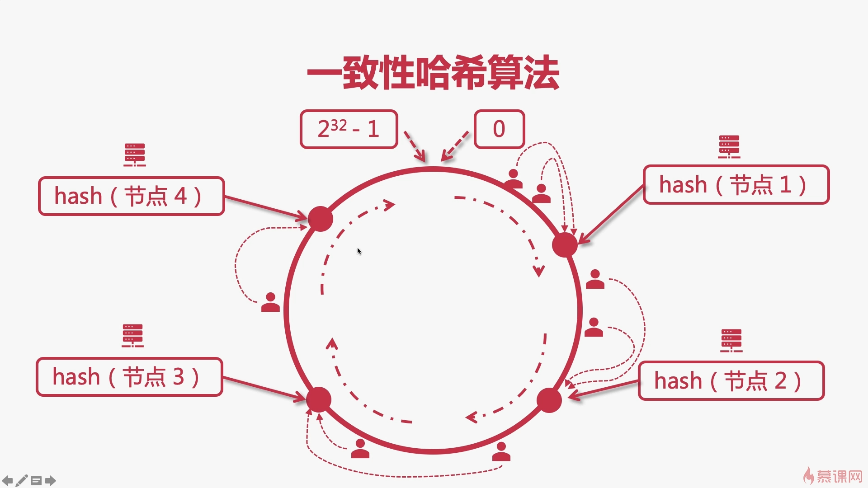 一致性哈希算法
2³² - 1
0
hash（节点 4）
hash（节点 1）
hash（节点 3）
hash（节点 2）
慕课网